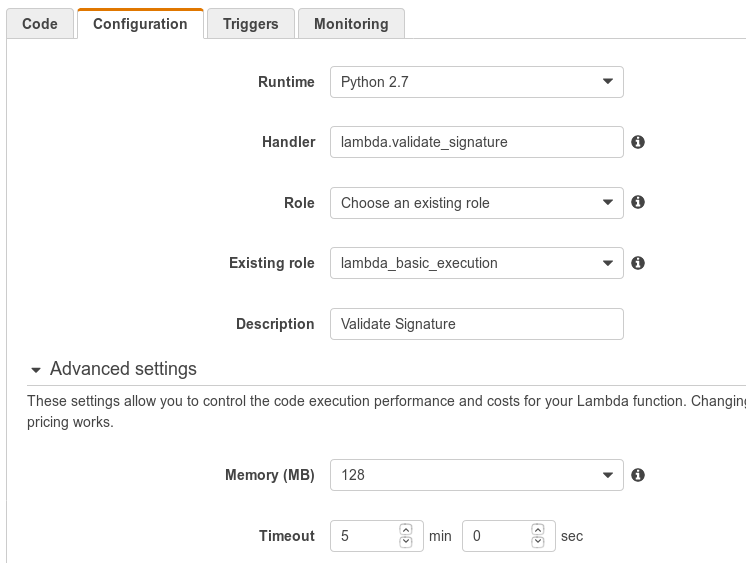 Code Configuration Triggers Monitoring
Runtime Python 2.7
Handler lambda.validate_signature
Role Choose an existing role
Existing role lambda_basic_execution
Description Validate Signature
Advanced settings
These settings allow you to control the code execution performance and costs for your Lambda function. Changing
pricing works.
Memory (MB) 128
Timeout 5 min 0 sec